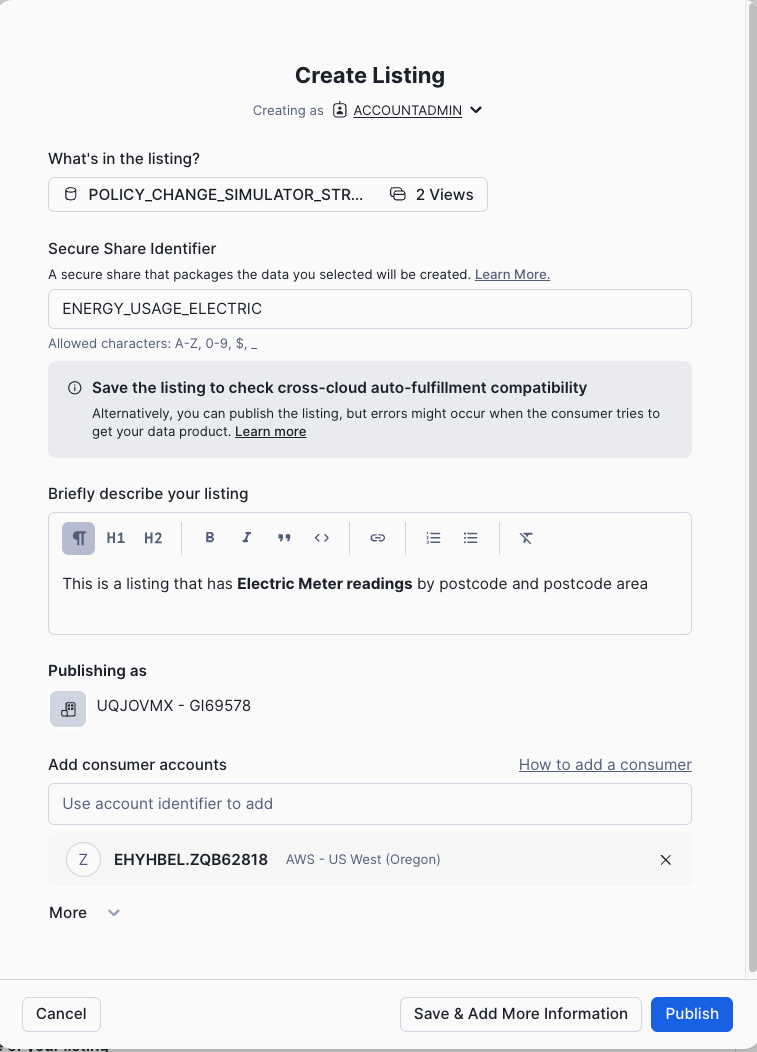 Create Listing
Creating as ACCOUNTADMIN
What's in the listing?
POLICY_CHANGE_SIMULATOR_STR... 2 Views
Secure Share Identifier
A secure share that packages the data you selected will be created. Learn More.
ENERGY_USAGE_ELECTRIC
Allowed characters: A-Z, 0-9, $, _
Save the listing to check cross-cloud auto-fulfillment compatibility
Alternatively, you can publish the listing, but errors might occur when the consumer tries to
get your data product. Learn more
Briefly describe your listing
H1 H2 B I
This is a listing that has Electric Meter readings by postcode and postcode area
Publishing as
UQJOVMX - GI69578
Add consumer accounts How to add a consumer
Use account identifier to add
Z EHYHBEL.ZQB62818 AWS - US West (Oregon)
More
Cancel Save & Add More Information Publish